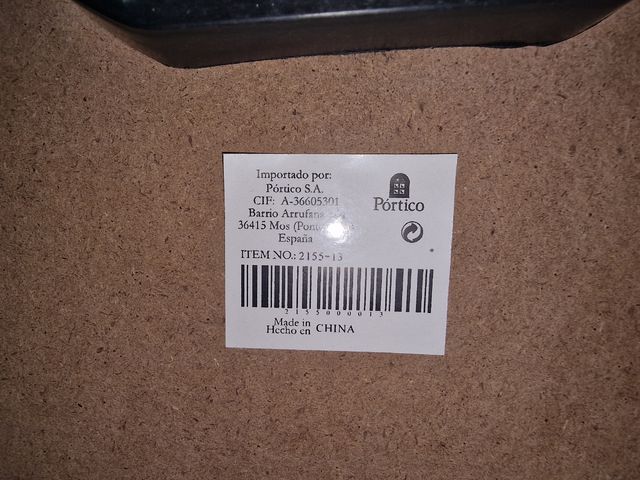 Importado por:
Pórtico S.A.
CIF: A-36605301
Barrio Arrufana
36415 Mos
España
Pórtico
ITEM NO.: 2155-13
2155000013
Made in
Hecho en CHINA